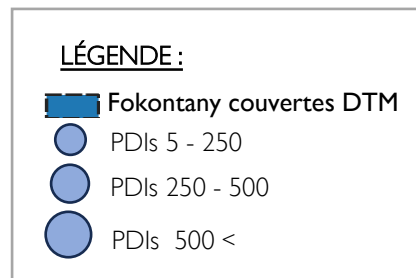 LÉGENDE :
Fokontany couvertes DTM
PDIs 5 - 250
PDIs 250 - 500
PDIs 500 <